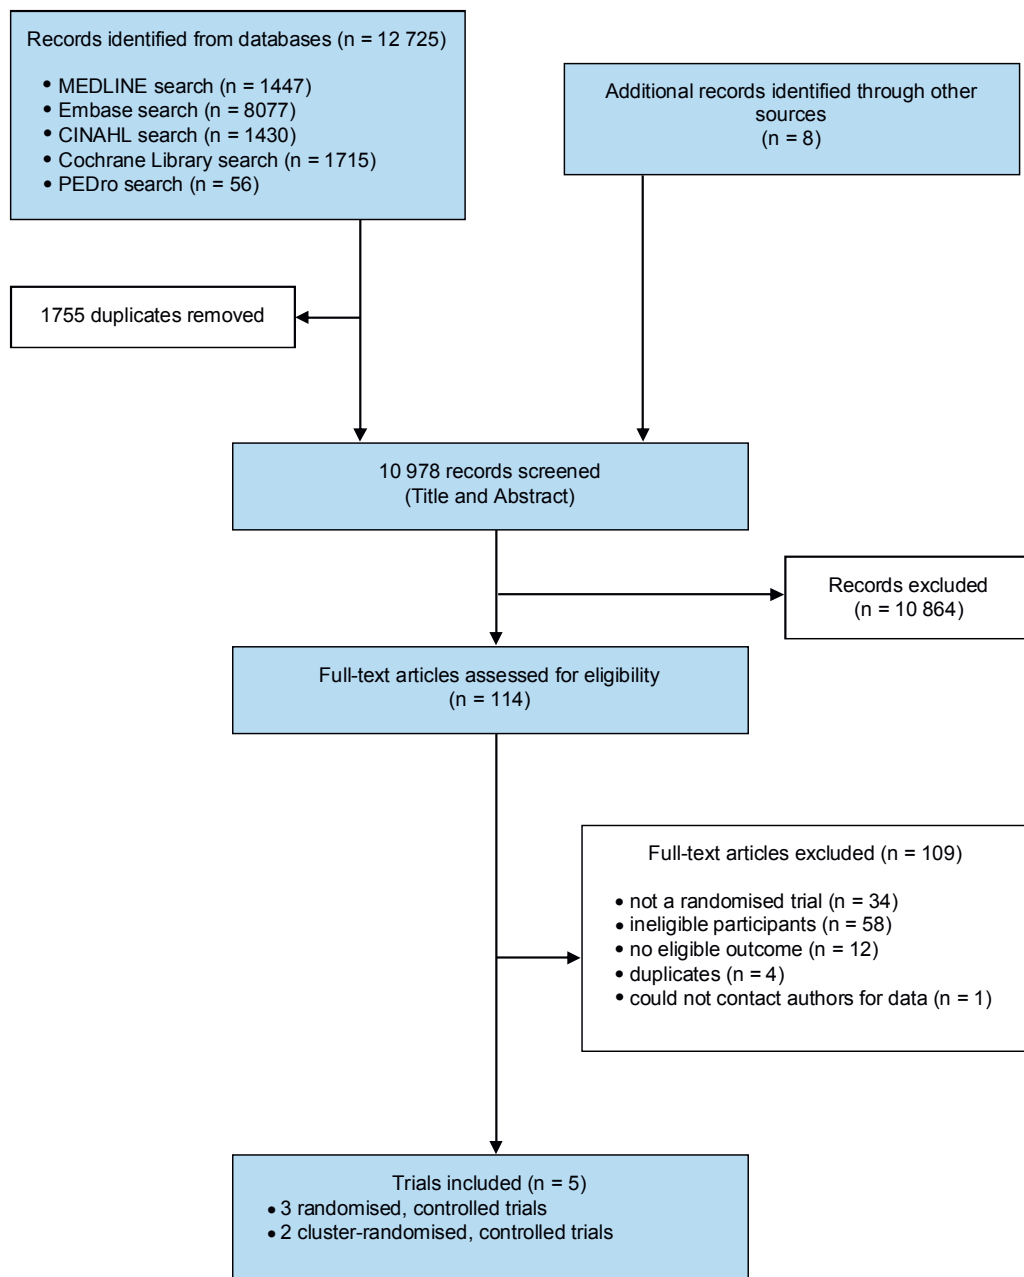 Records identified from databases (n = 12 725)
• MEDLINE search (n = 1447)
• Embase search (n = 8077)
• CINAHL search (n = 1430)
• Cochrane Library search (n = 1715)
• PEDro search (n = 56)
Additional records identified through other
sources
(n = 8)
1755 duplicates removed
10 978 records screened
(Title and Abstract)
Records excluded
(n = 10 864)
Full-text articles assessed for eligibility
(n = 114)
Full-text articles excluded (n = 109)
• not a randomised trial (n = 34)
• ineligible participants (n = 58)
• no eligible outcome (n = 12)
• duplicates (n = 4)
• could not contact authors for data (n = 1)
Trials included (n = 5)
• 3 randomised, controlled trials
• 2 cluster-randomised, controlled trials